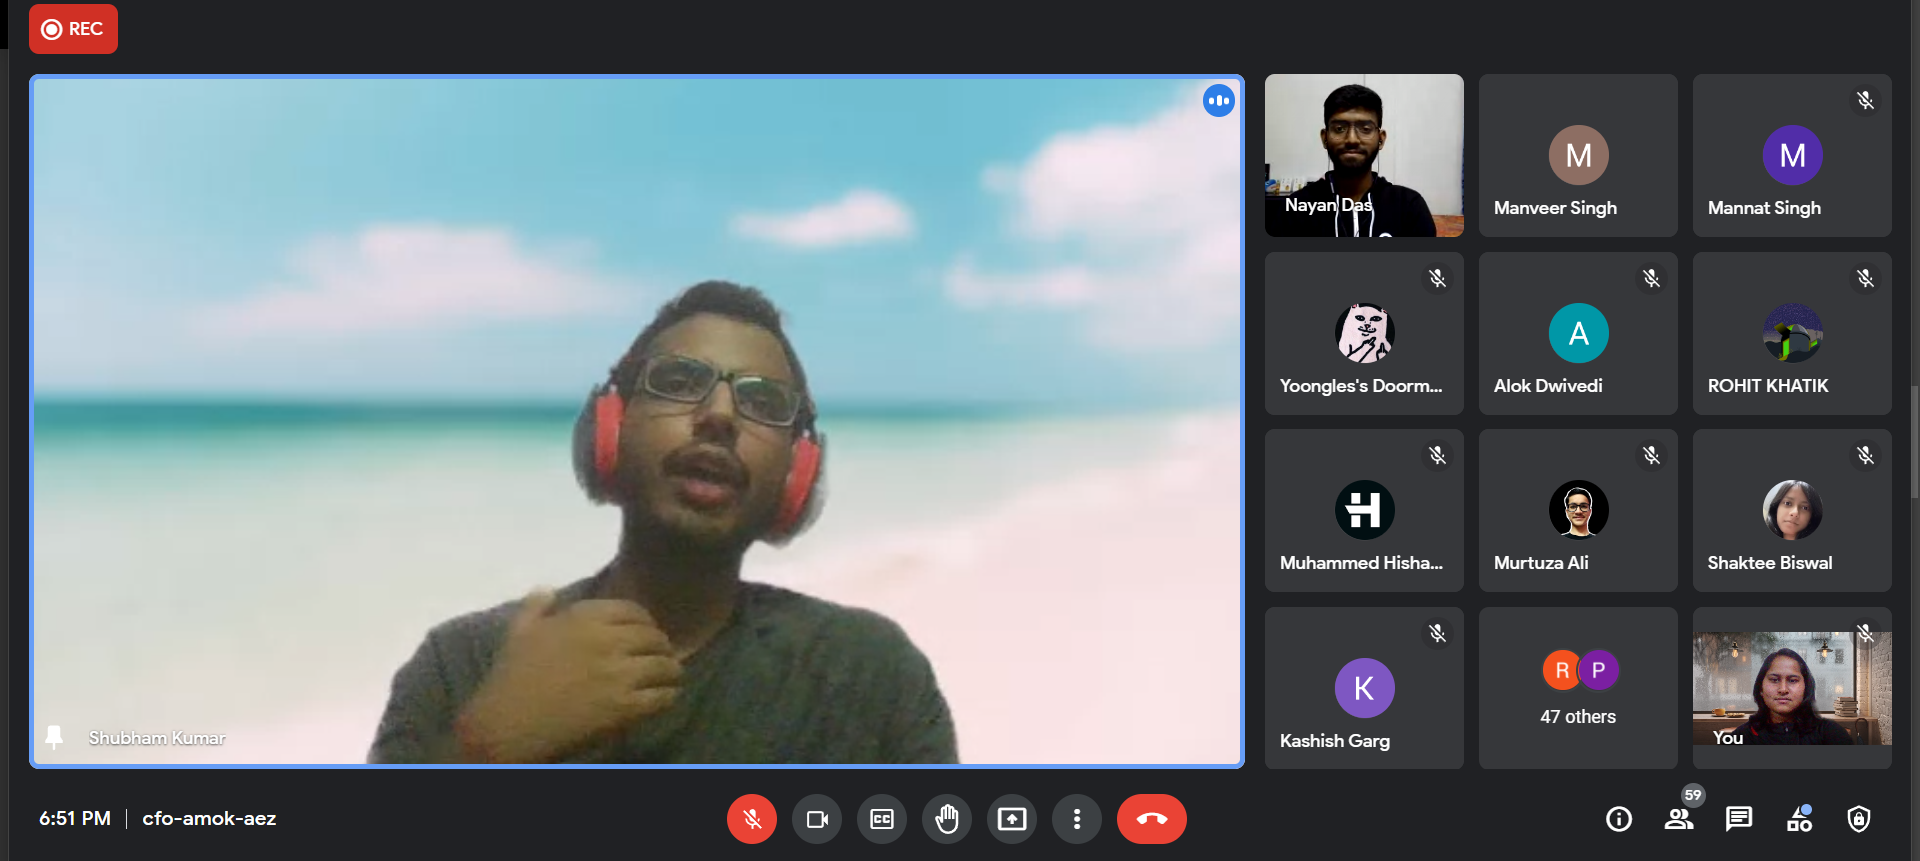 REC
Nayan Das
Manveer Singh
Mannat Singh
M
M
Yoongles's Doorm...
Alok Dwivedi
ROHIT KHATIK
A
Muhammed Hisha...
Murtuza Ali
Shaktee Biswal
H
Kashish Garg
K
R P
47 others
You
Shubham Kumar
6:51 PM | cfo-amok-aez
CC
59